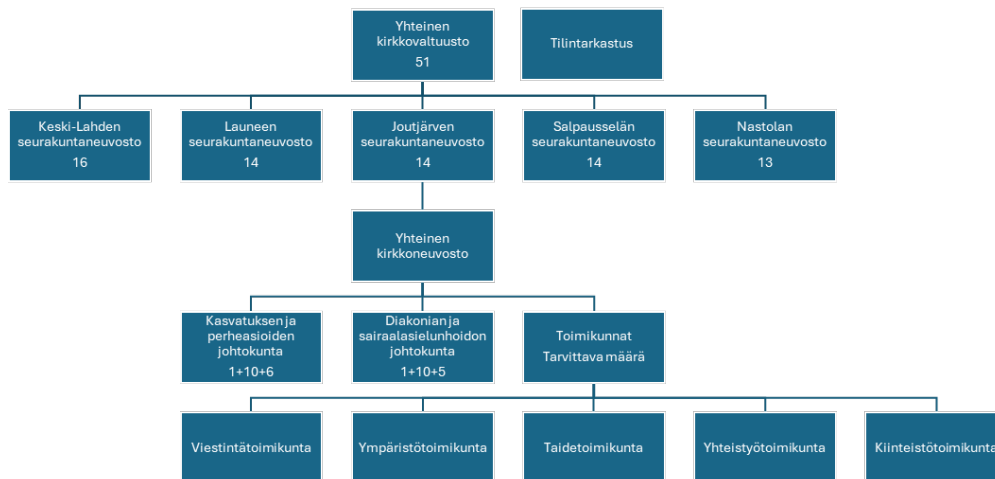 Yhteinen
kirkkovaltuusto
51
Tilintarkastus
Keski-Lahden
seurakuntaneuvosto
16
Launeen
seurakuntaneuvosto
14
Joutjärven
seurakuntaneuvosto
14
Salpausselän
seurakuntaneuvosto
14
Nastolan
seurakuntaneuvosto
13
Yhteinen
kirkkoneuvosto
Kasvatuksen ja
perheasioiden
johtokunta
1+10+6
Diakonian ja
sairaalasielunhoidon
johtokunta
1+10+5
Toimikunnat
Tarvittava määrä
Viestintätoimikunta
Ympäristötoimikunta
Taidetoimikunta
Yhteistyötoimikunta
Kiinteistötoimikunta